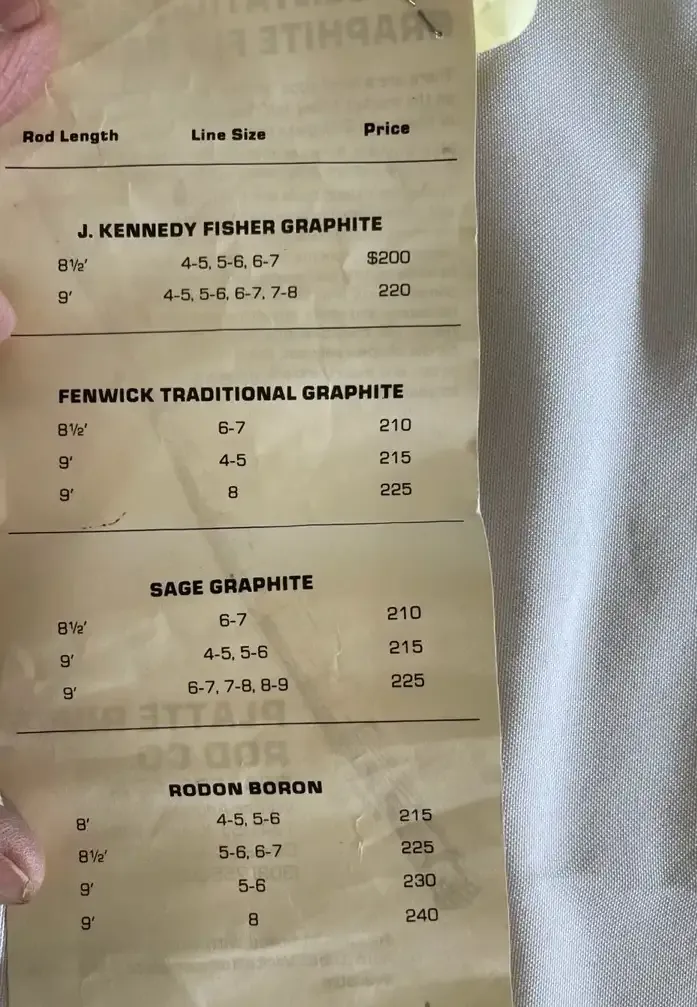 Rod Length Line Size Price
J. KENNEDY FISHER GRAPHITE
8½' 4-5, 5-6, 6-7 $200
9' 4-5, 5-6, 6-7, 7-8 220
FENWICK TRADITIONAL GRAPHITE
8½' 6-7 210
9' 4-5 215
9' 8 225
SAGE GRAPHITE
8½' 6-7 210
9' 4-5, 5-6 215
9' 6-7, 7-8, 8-9 225
RODON BORON
8' 4-5, 5-6 215
8½' 5-6, 6-7 225
9' 5-6 230
9' 8 240